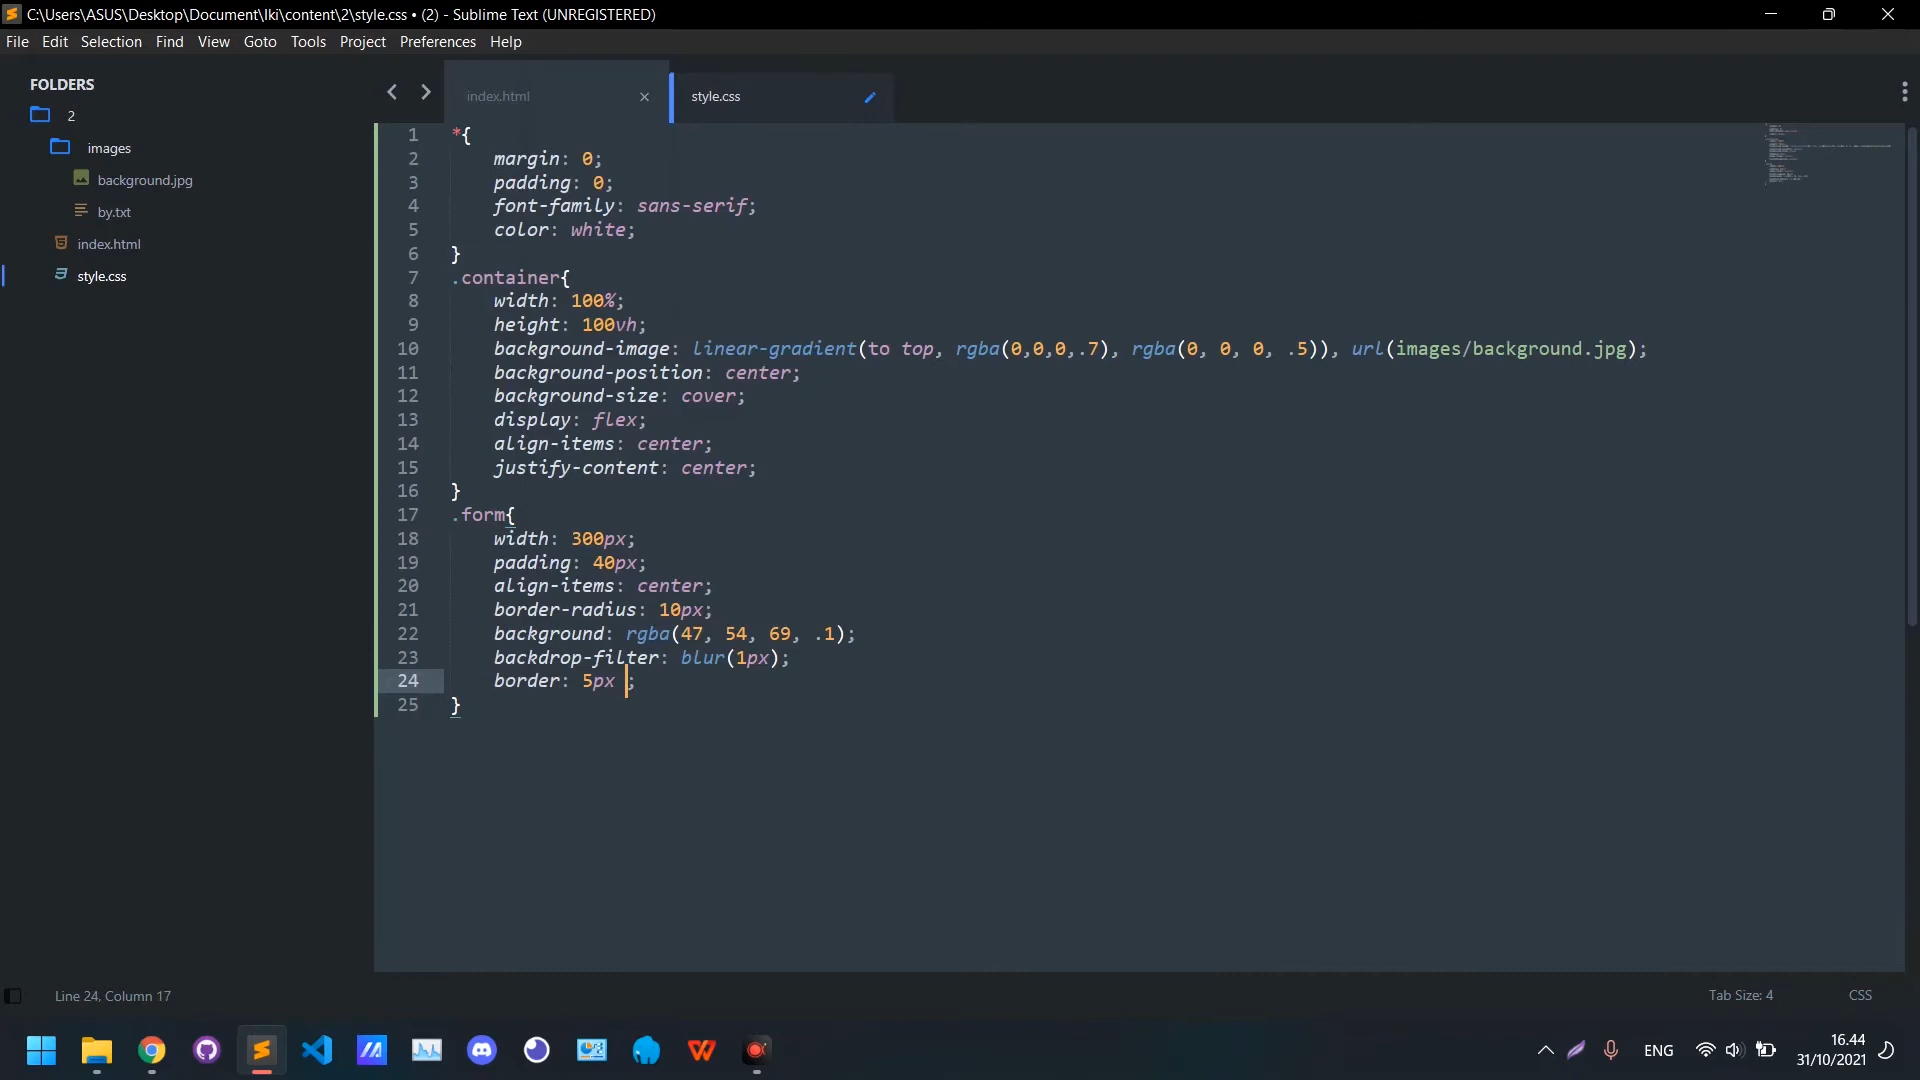 C:\Users\ASUS\Desktop\Document\Iki\content\2\style.css • (2) - Sublime Text (UNREGISTERED)
File Edit Selection Find View Goto Tools Project Preferences Help
FOLDERS
2
images
background.jpg
by.txt
index.html
style.css
index.html
style.css
1 *{
2 margin: 0;
3 padding: 0;
4 font-family: sans-serif;
5 color: white;
6 }
7 .container{
8 width: 100%;
9 height: 100vh;
10 background-image: linear-gradient(to top, rgba(0,0,0,.7), rgba(0, 0, 0, .5)), url(images/background.jpg);
11 background-position: center;
12 background-size: cover;
13 display: flex;
14 align-items: center;
15 justify-content: center;
16 }
17 .form{
18 width: 300px;
19 padding: 40px;
20 align-items: center;
21 border-radius: 10px;
22 background: rgba(47, 54, 69, .1);
23 backdrop-filter: blur(1px);
24 border: 5px ;
25 }
Line 24, Column 17
Tab Size: 4
CSS
ENG
16.44
31/10/2021